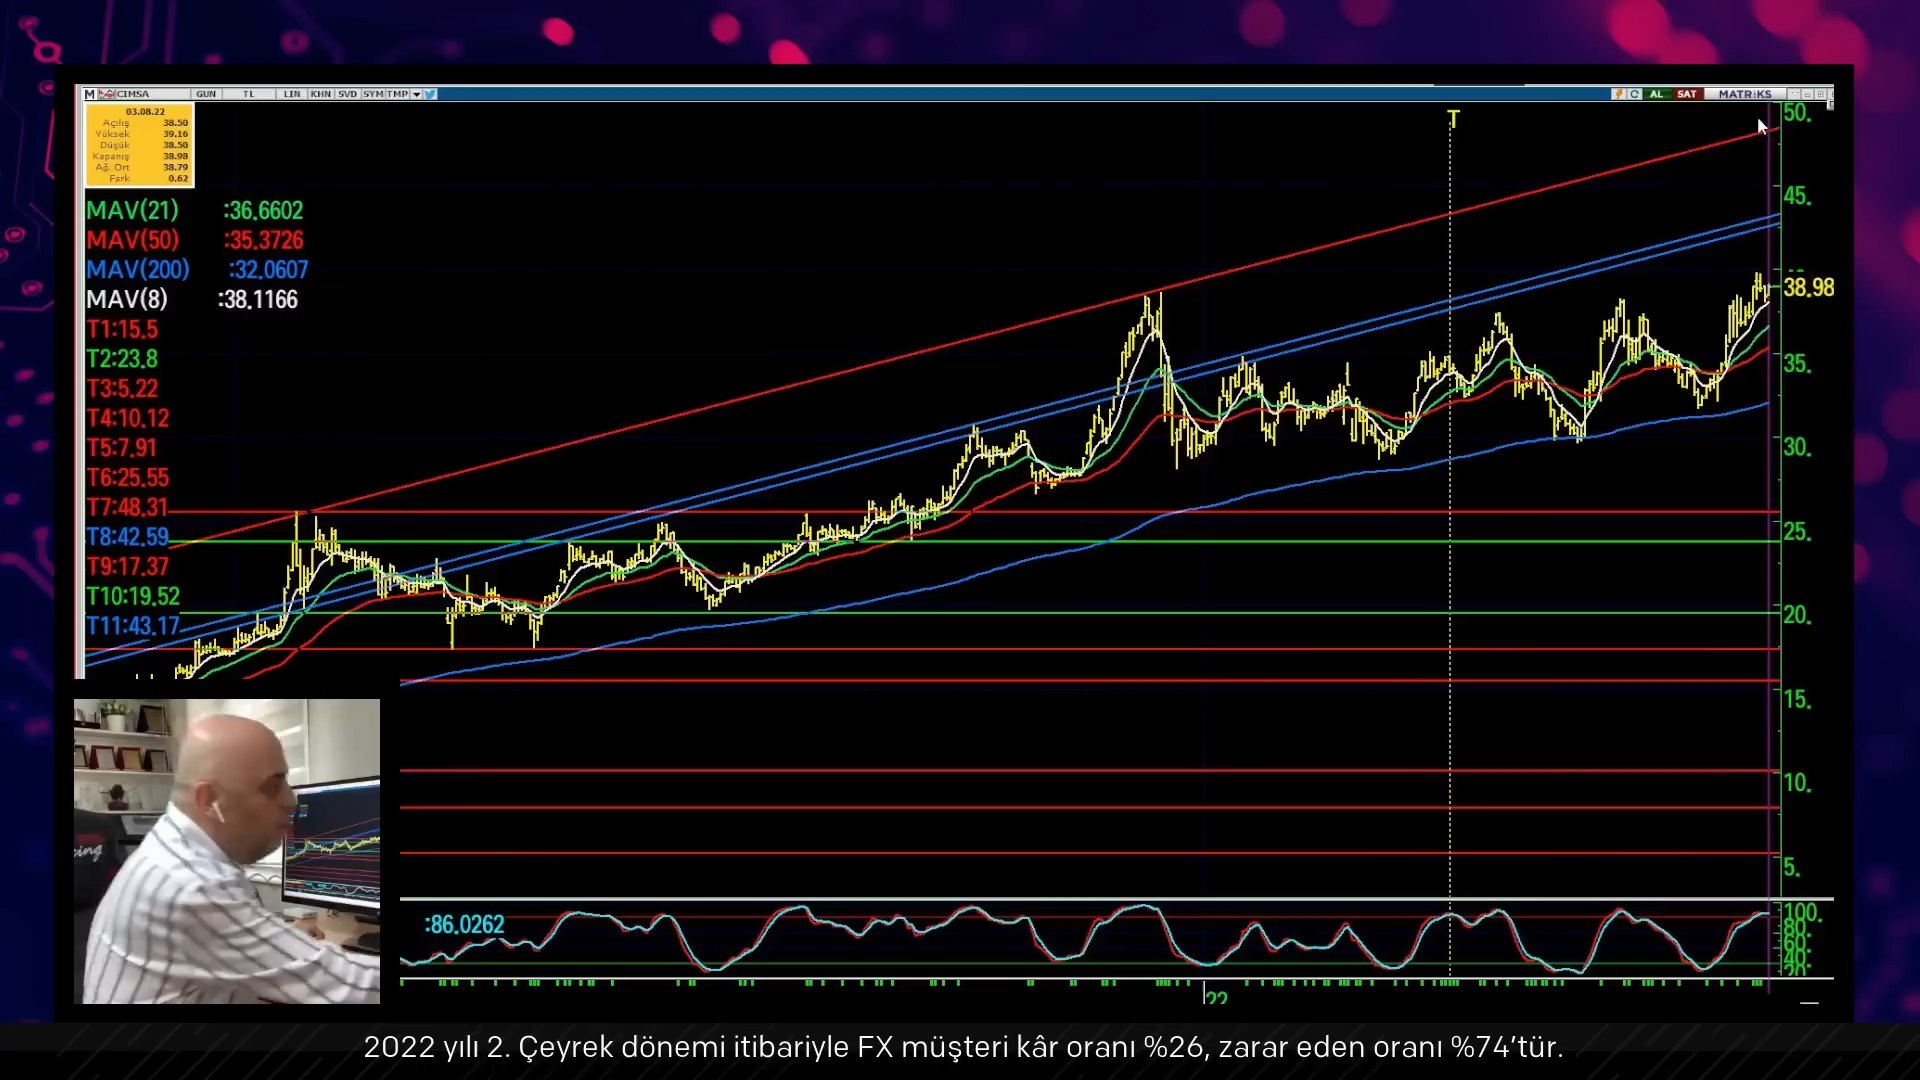 M CIMSA GUN TL LIN KHN SVD SYM TMP AL SAT MATRIKS
03.08.22
Açılış 38.50
Yüksek 39.16
Düşük 38.50
Kapanış 38.98
Ağ. Ort 38.79
Fark 0.62
MAV(21) :36.6602
MAV(50) :35.3726
MAV(200) :32.0607
MAV(8) :38.1166
T1:15.5
T2:23.8
T3:5.22
T4:10.12
T5:7.91
T6:25.55
T7:48.31
T8:42.59
T9:17.37
T10:19.52
T11:43.17
T
50.
45.
38.98
35.
30.
25.
20.
15.
10.
5.
:86.0262
100.
80.
60.
40.
20.
22
2022 yılı 2. Çeyrek dönemi itibariyle FX müşteri kâr oranı %26, zarar eden oranı %74'tür.